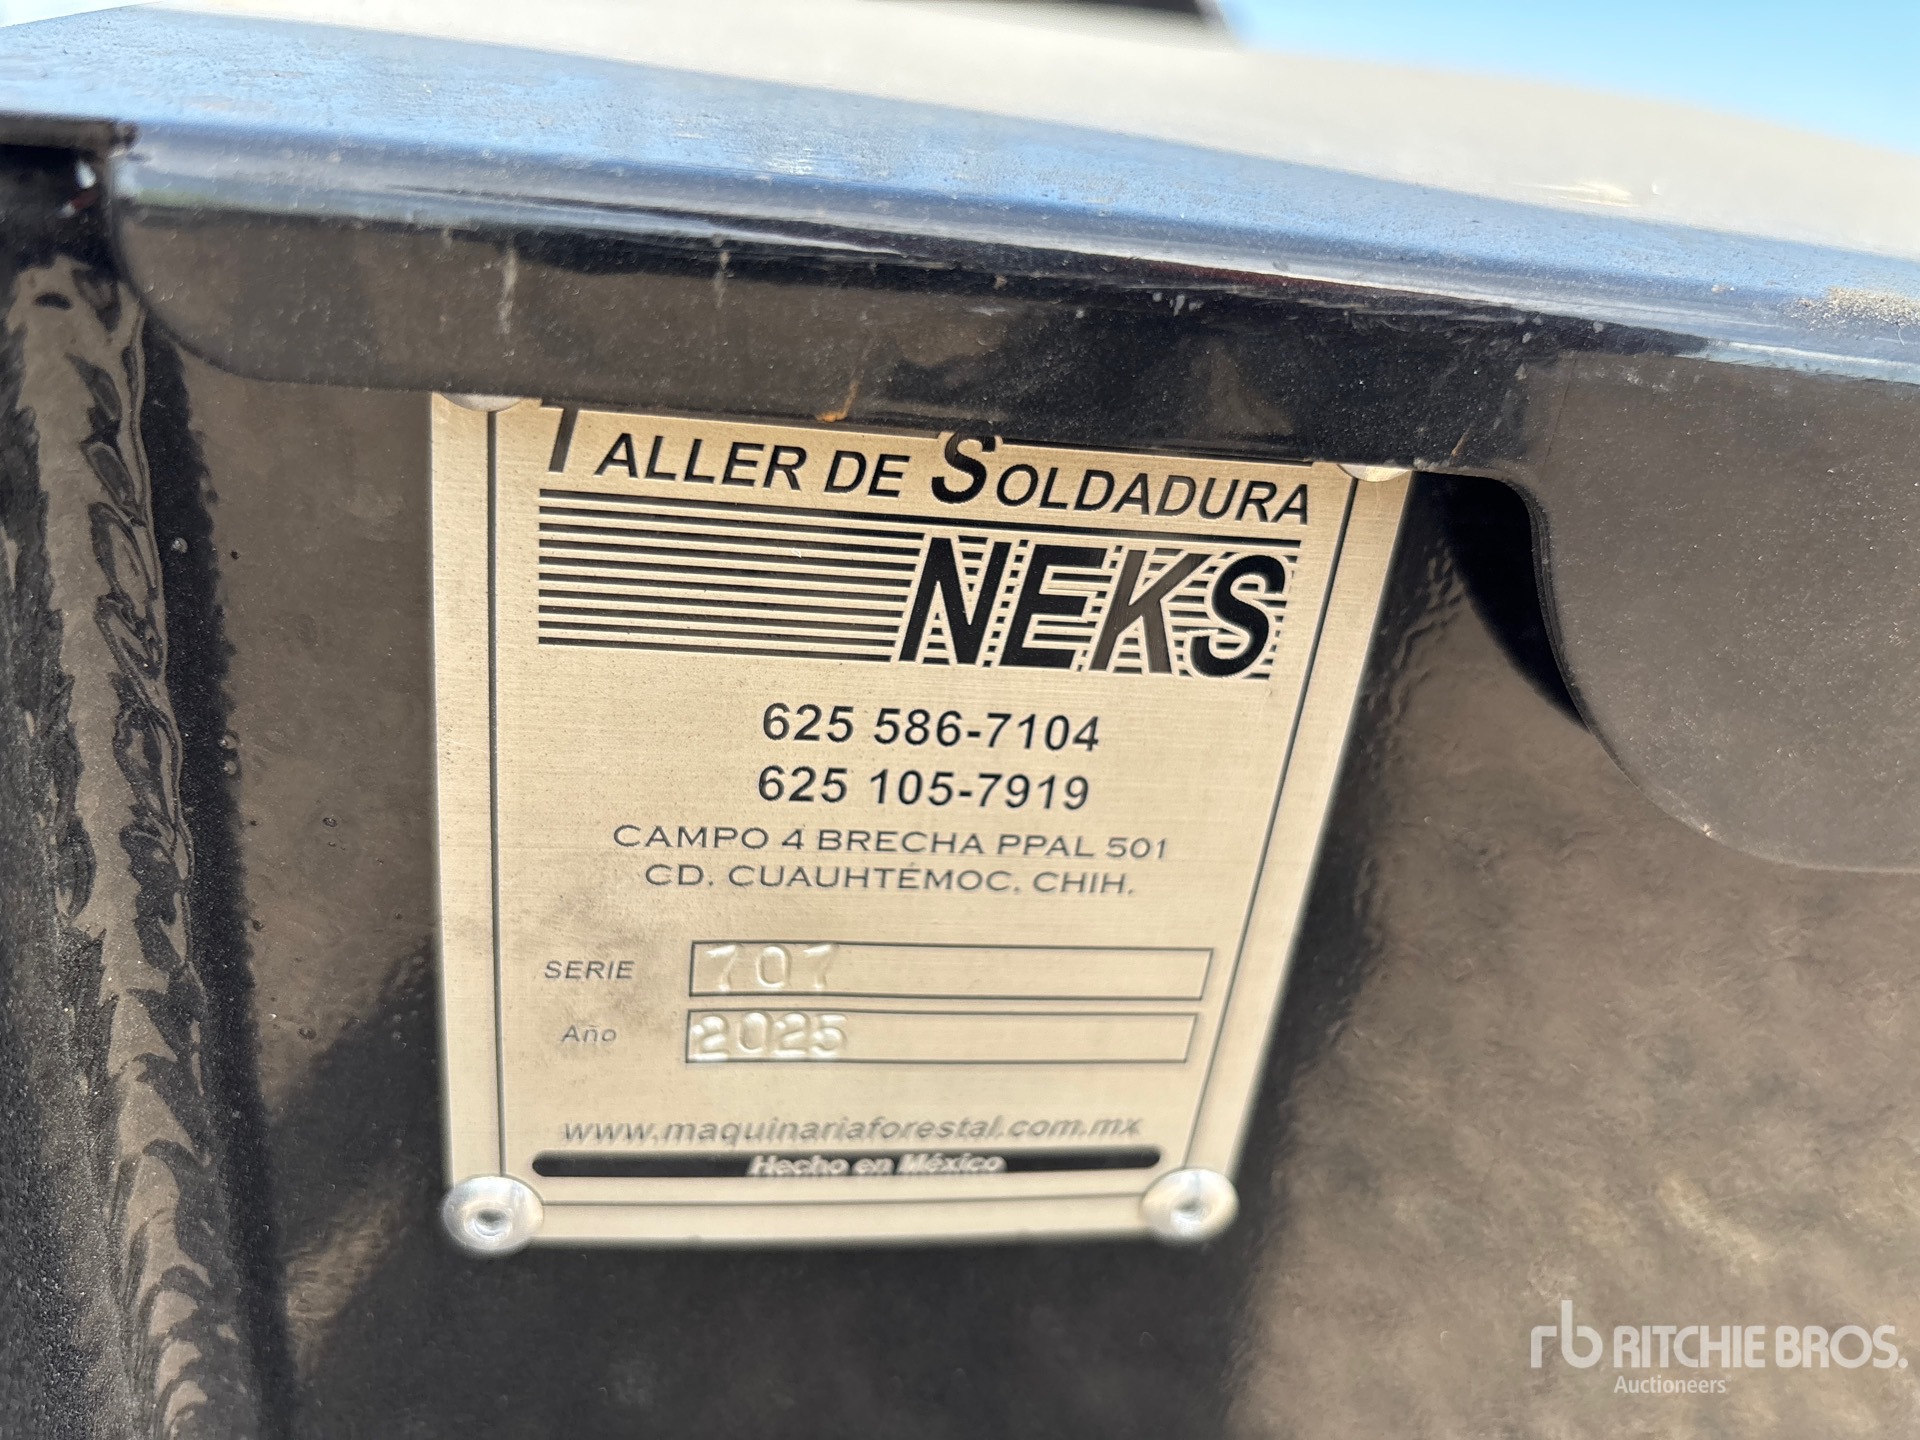 TALLER DE SOLDADURA
NEKS
625 586-7104
625 105-7919
CAMPO 4 BRECHA PPAL 501
CD. CUAUHTÉMOC, CHIH.
SERIE 707
Año 2025
www.maquinariaforestal.com.mx
Hecho en México
rb RITCHIE BROS.
Auctioneers